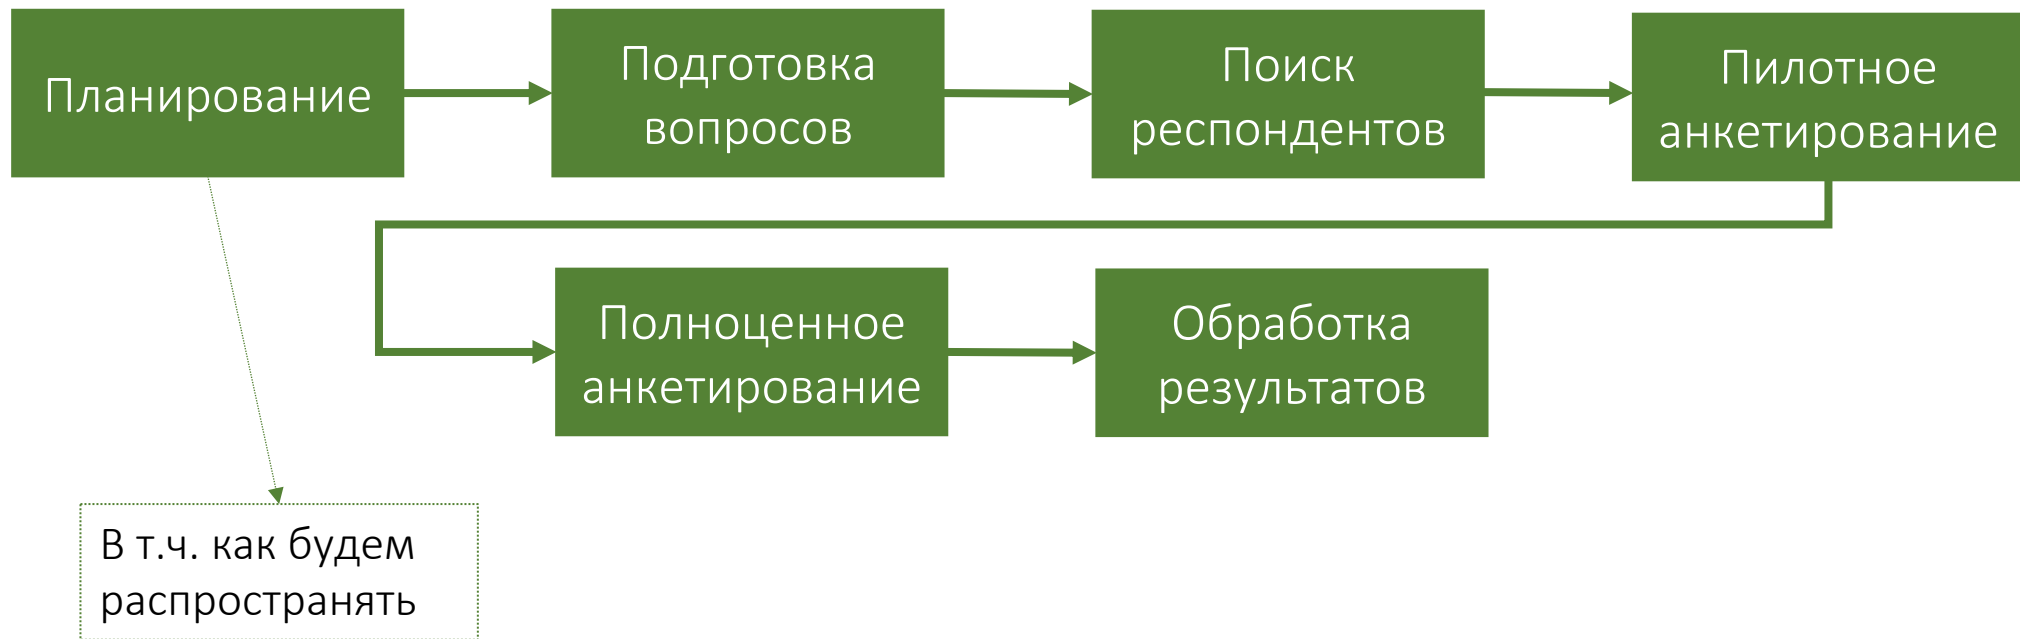 Планирование
Подготовка
вопросов
Поиск
респондентов
Пилотное
анкетирование
Полноценное
анкетирование
Обработка
результатов
В т.ч. как будем
распространять